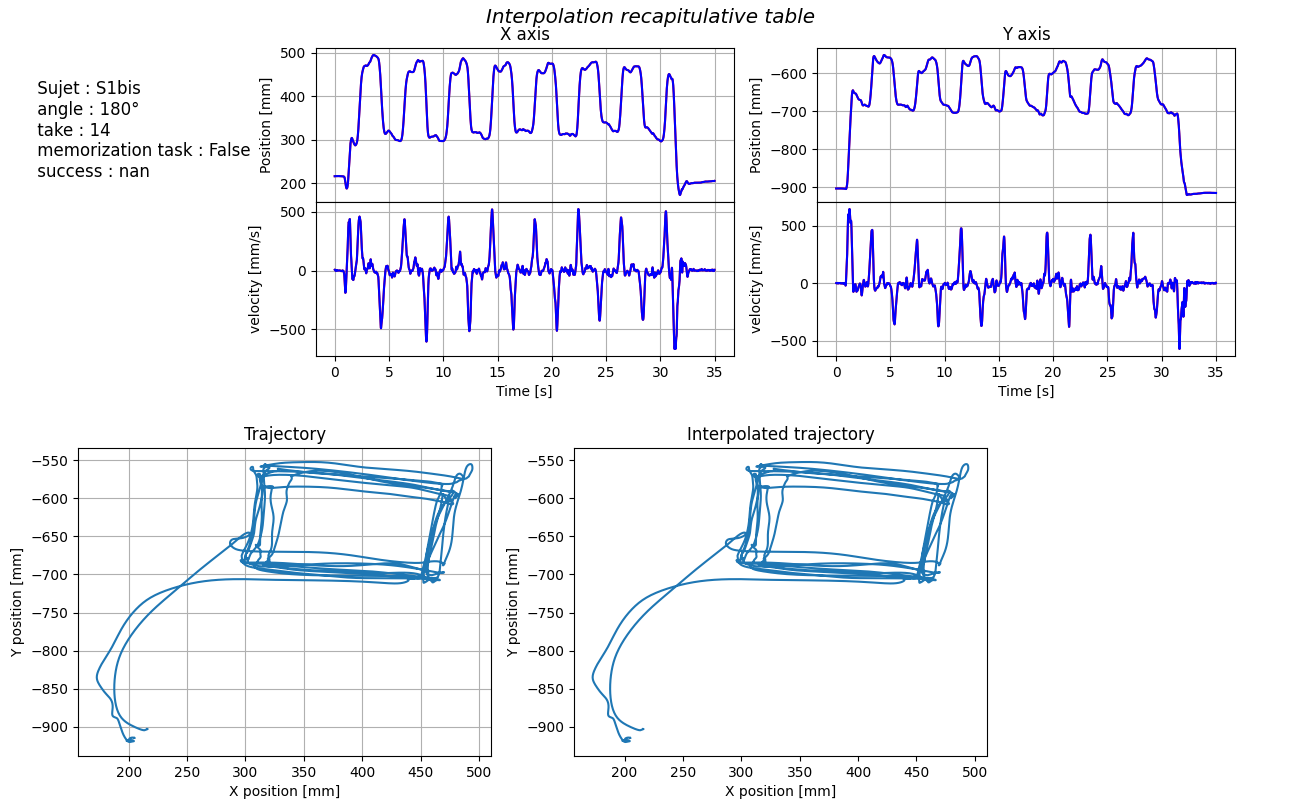 Interpolation recapitulative table
Sujet : S1bis
angle : 180°
take : 14
memorization task : False
success : nan
X axis
Position [mm]
500
400
300
200
velocity [mm/s]
500
0
−500
0 5 10 15 20 25 30 35
Time [s]
Y axis
Position [mm]
−600
−700
−800
−900
velocity [mm/s]
500
0
−500
0 5 10 15 20 25 30 35
Time [s]
Trajectory
Y position [mm]
−550
−600
−650
−700
−750
−800
−850
−900
200 250 300 350 400 450 500
X position [mm]
Interpolated trajectory
Y position [mm]
−550
−600
−650
−700
−750
−800
−850
−900
200 250 300 350 400 450 500
X position [mm]